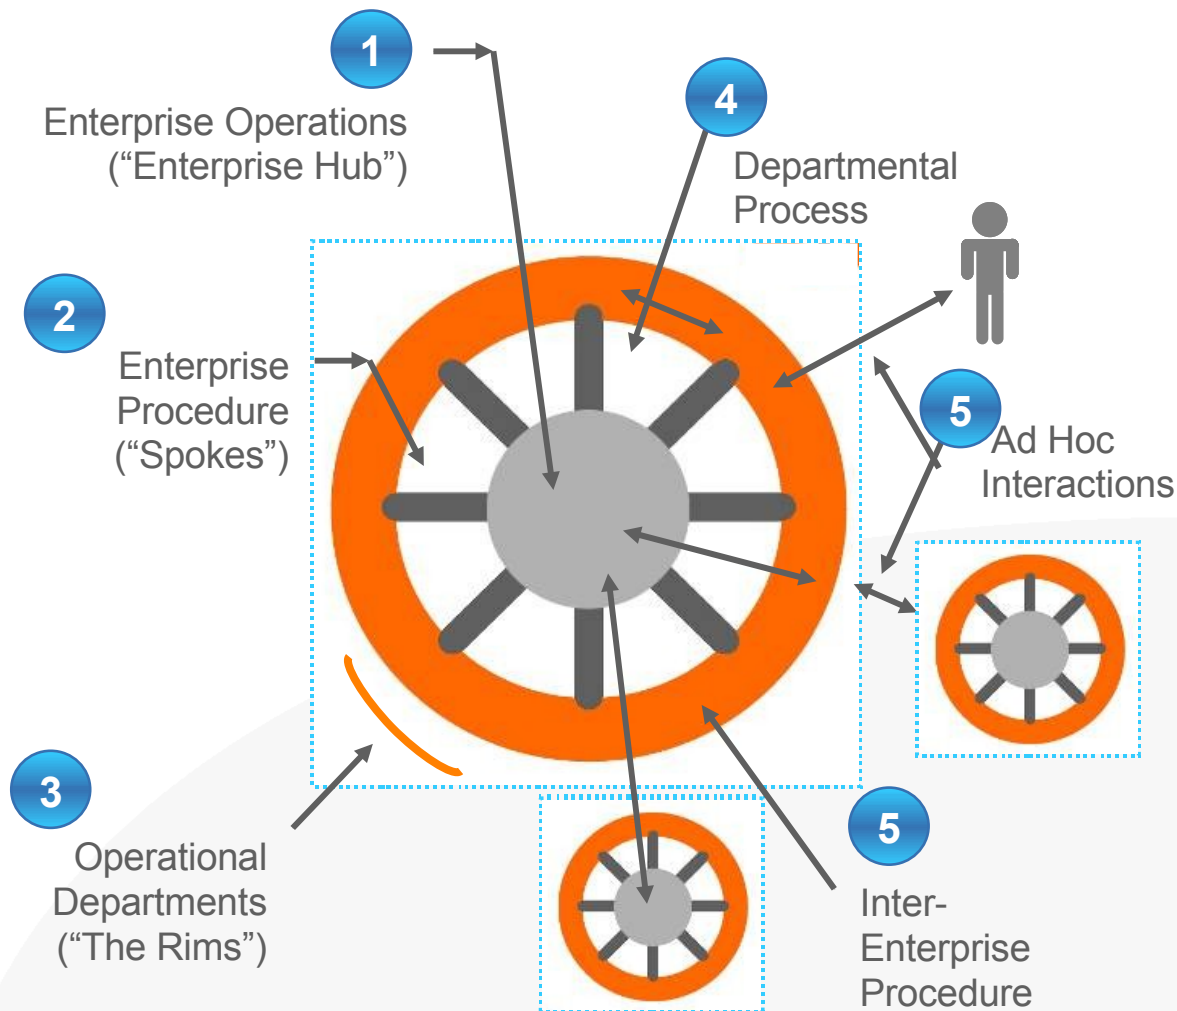 1
Enterprise Operations
(“Enterprise Hub”)
4
Departmental
Process
2
Enterprise
Procedure
(“Spokes”)
5
Ad Hoc
Interactions
3
Operational
Departments
(“The Rims”)
5
Inter-
Enterprise
Procedure